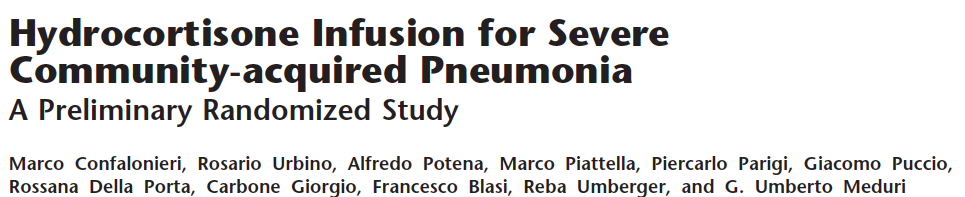 Hydrocortisone Infusion for Severe
Community-acquired Pneumonia
A Preliminary Randomized Study
Marco Confalonieri, Rosario Urbino, Alfredo Potena, Marco Piattella, Piercarlo Parigi, Giacomo Puccio,
Rossana Della Porta, Carbone Giorgio, Francesco Blasi, Reba Umberger, and G. Umberto Meduri